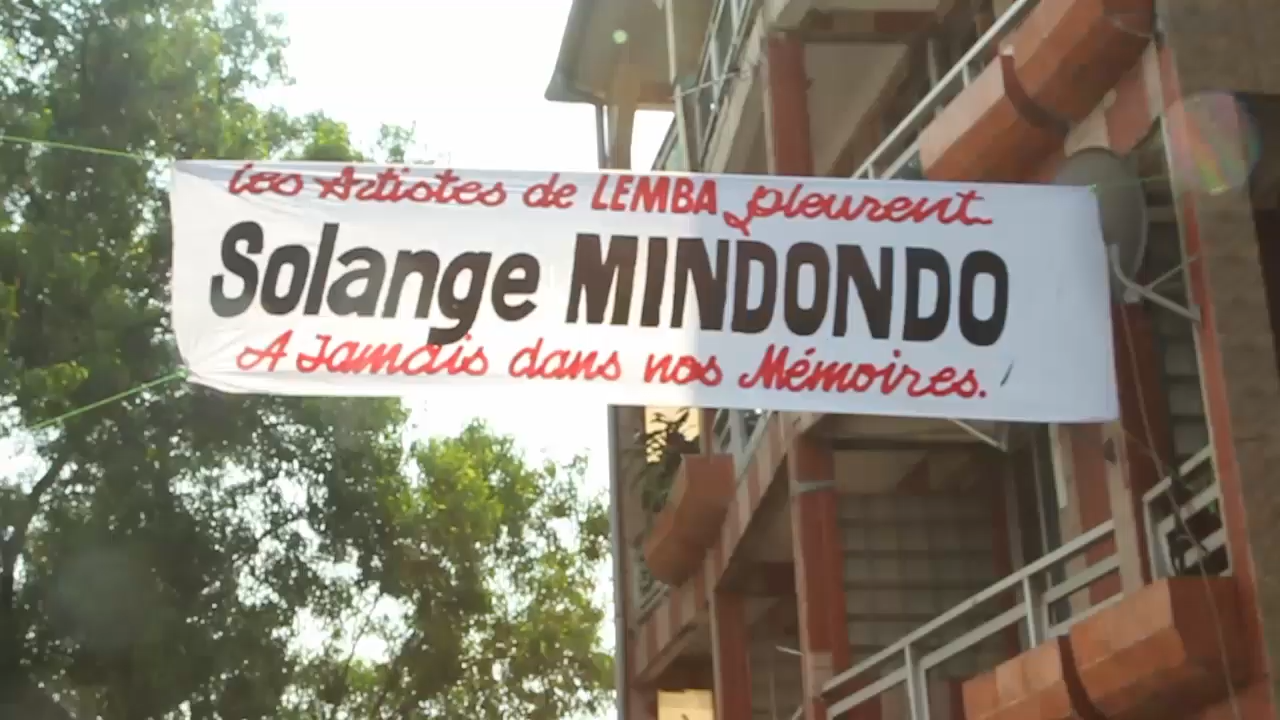 Les Artistes de LEMBA pleurent
Solange MINDONDO
A Jamais dans nos Mémoires.